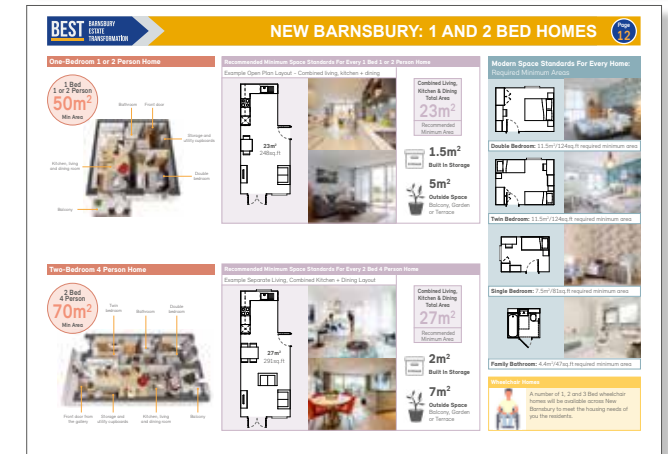 BEST BARNSBURY
ESTATE
TRANSFORMATION
NEW BARNSBURY: 1 AND 2 BED HOMES
Page
12
One-Bedroom 1 or 2 Person Home
1 Bed
1 or 2 Person
50m²
Min Area
Bathroom
Front door
Storage and
utility cupboards
Double
bedroom
Kitchen, living
and dining room
Balcony
Recommended Minimum Space Standards For Every 1 Bed 1 or 2 Person Home
Example Open Plan Layout - Combined living, kitchen + dining
23m²
248sq.ft
Combined Living,
Kitchen & Dining
Total Area
23m²
Recommended
Minimum Area
1.5m²
Built in Storage
5m²
Outside Space
Balcony, Garden
or Terrace
Two-Bedroom 4 Person Home
2 Bed
4 Person
70m²
Min Area
Twin
bedroom
Bathroom
Double
bedroom
Front door from
the gallery
Storage and
utility cupboards
Kitchen, living
and dining room
Balcony
Recommended Minimum Space Standards For Every 2 Bed 4 Person Home
Example Separate Living, Combined Kitchen + Dining Layout
27m²
291sq.ft
Combined Living,
Kitchen & Dining
Total Area
27m²
Recommended
Minimum Area
2m²
Built in Storage
7m²
Outside Space
Balcony, Garden
or Terrace
Modern Space Standards For Every Home:
Required Minimum Areas
Double Bedroom: 11.5m²/124sq.ft required minimum area
Twin Bedroom: 11.5m²/124sq.ft required minimum area
Single Bedroom: 7.5m²/81sq.ft required minimum area
Family Bathroom: 4.4m²/47sq.ft required minimum area
Wheelchair Homes
A number of 1, 2 and 3 Bed wheelchair
homes will be available across New
Barnsbury to meet the housing needs of
you the residents.